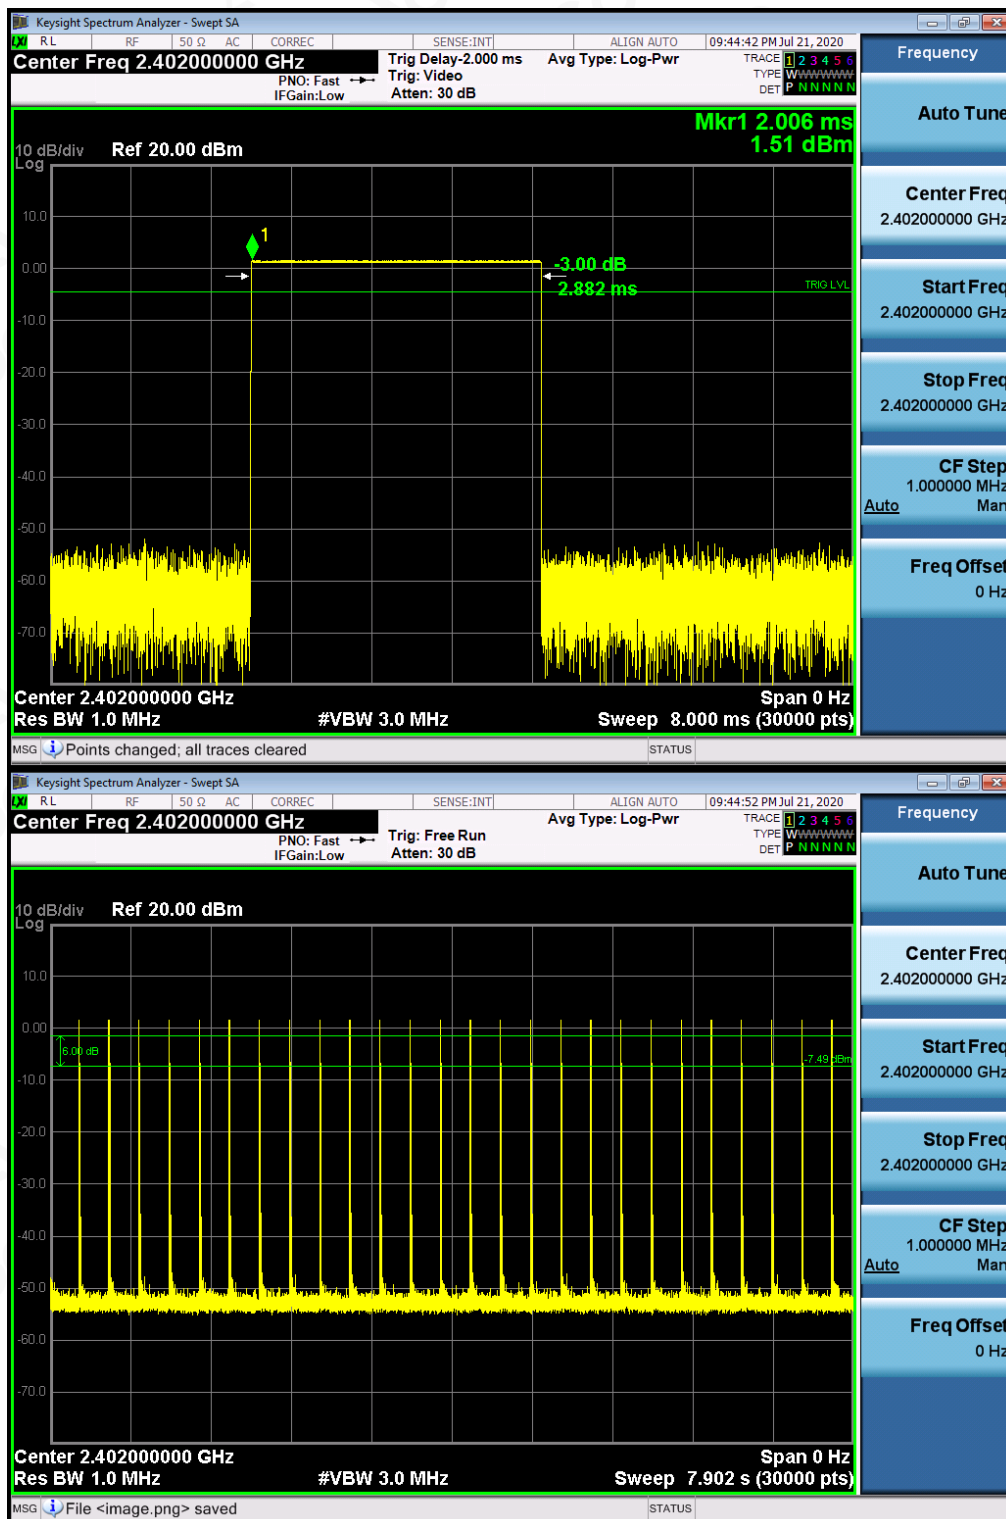 Keysight Spectrum Analyzer - Swept SA
LXI RL RF 50 Ω AC CORREC SENSE:INT ALIGN AUTO 09:44:42 PM Jul 21, 2020
Center Freq 2.402000000 GHz
PNO: Fast
IFGain:Low
Trig Delay-2.000 ms
Trig: Video
Atten: 30 dB
Avg Type: Log-Pwr
TRACE 1 2 3 4 5 6
TYPE WWWWWWW
DET P N N N N N
Mkr1 2.006 ms
1.51 dBm
10 dB/div Ref 20.00 dBm
Log
10.0
0.00
-10.0
-20.0
-30.0
-40.0
-50.0
-60.0
-70.0
1
-3.00 dB
2.882 ms
TRIG LVL
Center 2.402000000 GHz Span 0 Hz
Res BW 1.0 MHz #VBW 3.0 MHz Sweep 8.000 ms (30000 pts)
MSG Points changed; all traces cleared STATUS
Frequency
Auto Tune
Center Freq
2.402000000 GHz
Start Freq
2.402000000 GHz
Stop Freq
2.402000000 GHz
CF Step
1.000000 MHz
Auto Man
Freq Offset
0 Hz
Keysight Spectrum Analyzer - Swept SA
LXI RL RF 50 Ω AC CORREC SENSE:INT ALIGN AUTO 09:44:52 PM Jul 21, 2020
Center Freq 2.402000000 GHz
PNO: Fast
IFGain:Low
Trig: Free Run
Atten: 30 dB
Avg Type: Log-Pwr
TRACE 1 2 3 4 5 6
TYPE WWWWWWW
DET P N N N N N
10 dB/div Ref 20.00 dBm
Log
10.0
0.00
-10.0
-20.0
-30.0
-40.0
-50.0
-60.0
-70.0
6.00 dB
-7.49 dBm
Center 2.402000000 GHz Span 0 Hz
Res BW 1.0 MHz #VBW 3.0 MHz Sweep 7.902 s (30000 pts)
MSG File <image.png> saved STATUS
Frequency
Auto Tune
Center Freq
2.402000000 GHz
Start Freq
2.402000000 GHz
Stop Freq
2.402000000 GHz
CF Step
1.000000 MHz
Auto Man
Freq Offset
0 Hz